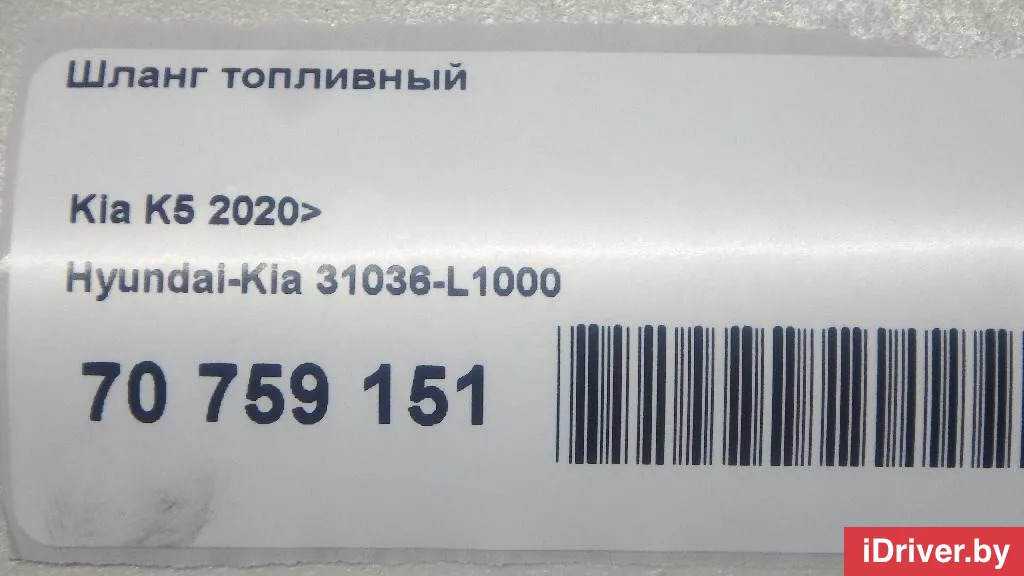 Шланг топливный
Kia K5 2020>
Hyundai-Kia 31036-L1000
70 759 151
iDriver.by